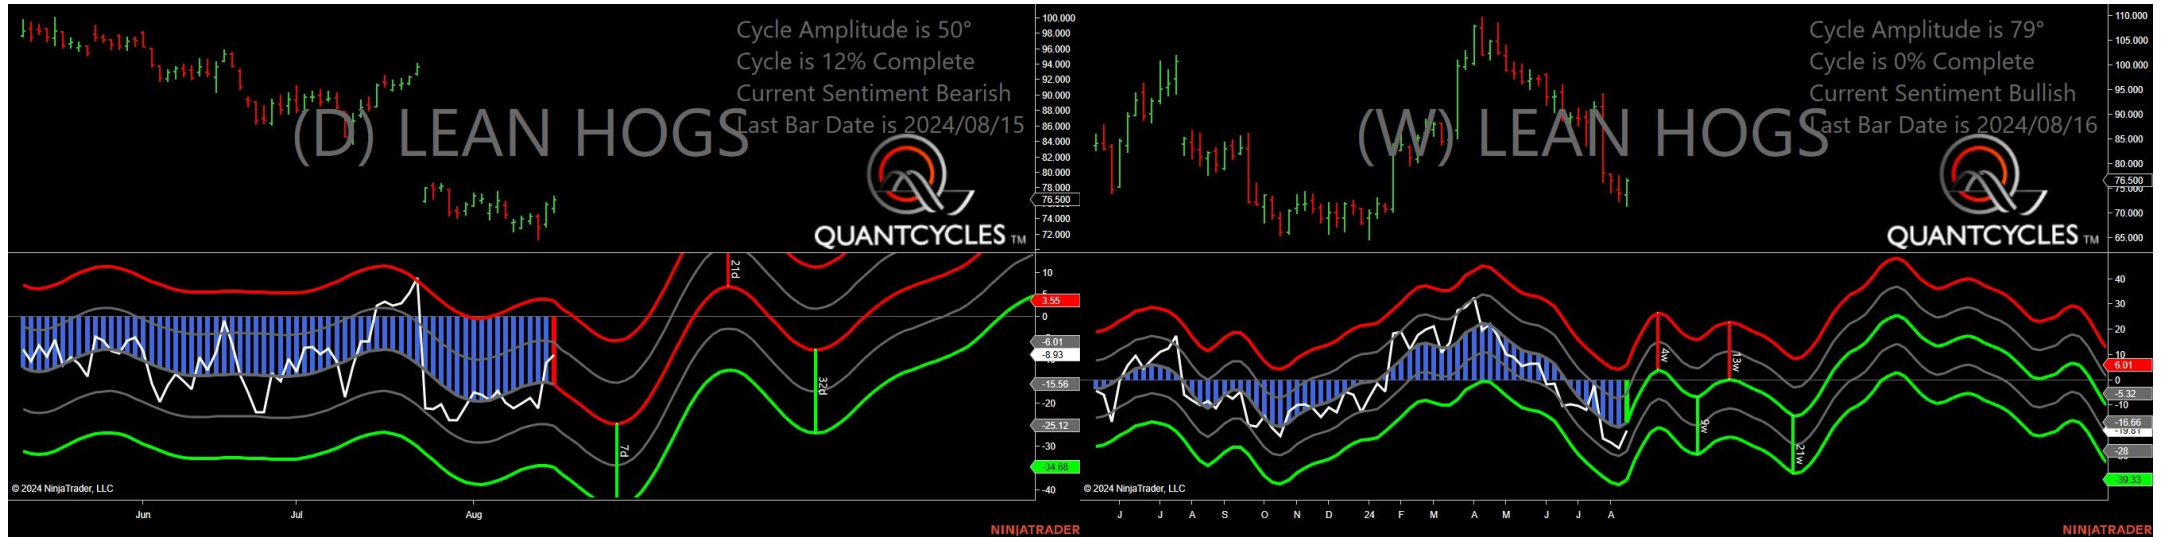 Cycle Amplitude is 50°
Cycle is 12% Complete
Current Sentiment Bearish
Last Bar Date is 2024/08/15
(D) LEAN HOGS
QUANTCYCLES TM
100.000
98.000
96.000
94.000
92.000
90.000
88.000
86.000
84.000
82.000
80.000
78.000
76.500
74.000
72.000
21d
7d
32d
10
5
3.55
0
-6.01
-8.93
-15.56
-20
-25.12
-30
-34.68
-40
© 2024 NinjaTrader, LLC
Jun Jul Aug
NINJATRADER
Cycle Amplitude is 79°
Cycle is 0% Complete
Current Sentiment Bullish
Last Bar Date is 2024/08/16
(W) LEAN HOGS
QUANTCYCLES TM
110.000
105.000
100.000
95.000
90.000
85.000
80.000
76.500
75.000
70.000
65.000
4w
13w
9w
21w
40
30
20
10
6.01
0
-5.32
-10
-16.66
-19.81
-28
-39.33
© 2024 NinjaTrader, LLC
J J A S O N D 24 F M A M J J A
NINJATRADER